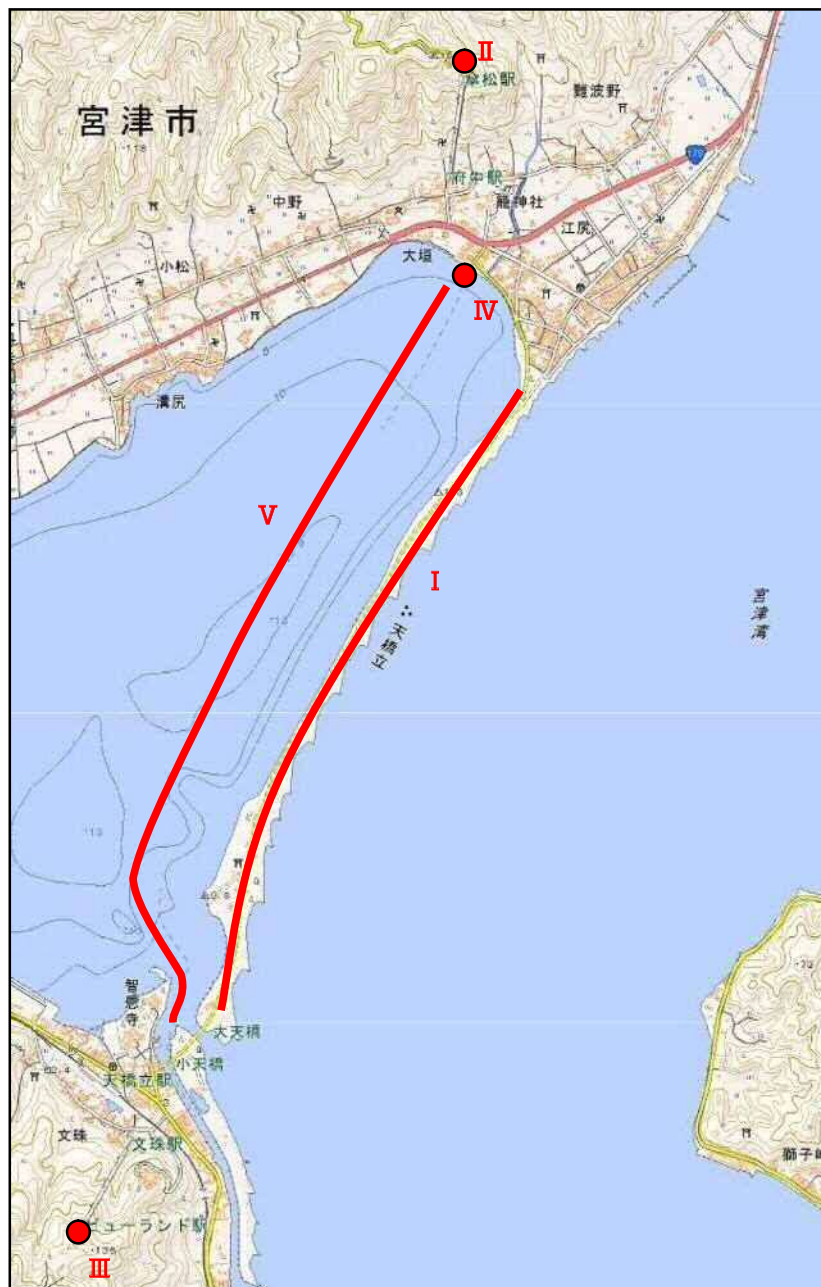 Ⅱ
傘松駅
難波野
宮津市
178
府中駅
籠神社
中野
江尻
大垣
小松
Ⅳ
溝尻
10
Ⅴ
Ⅰ
天橋立
宮津湾
13
智恩寺
大天橋
小天橋
天橋立駅
文珠
文珠駅
獅子崎
ビューランド駅
Ⅲ